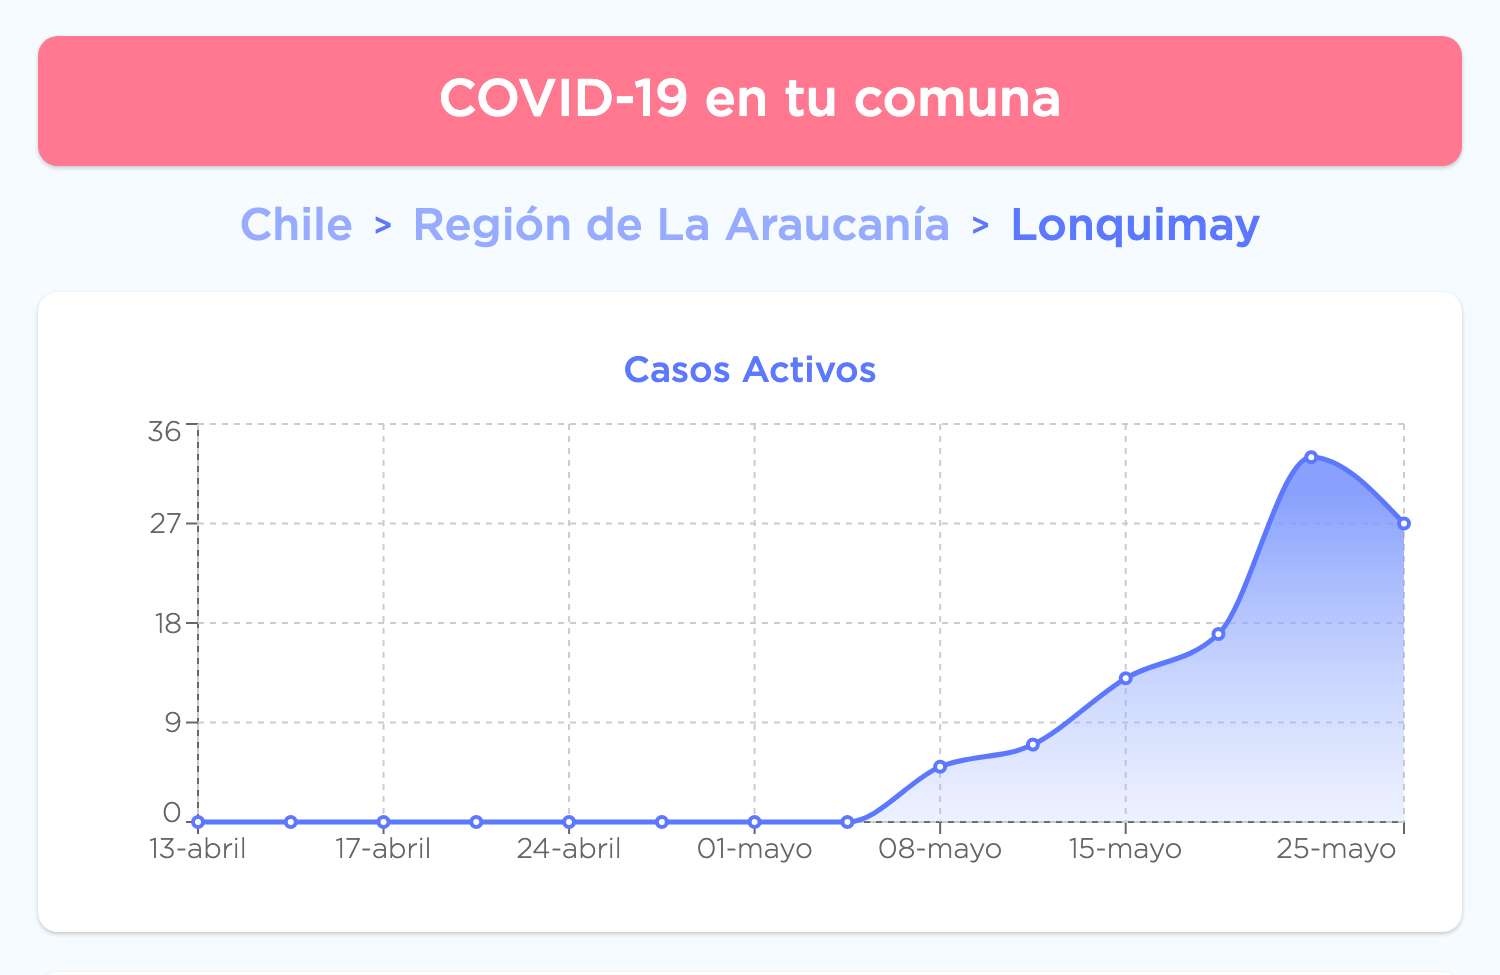 COVID-19 en tu comuna
Chile > Región de La Araucanía > Lonquimay
Casos Activos
36
27
18
9
0
13-abril 17-abril 24-abril 01-mayo 08-mayo 15-mayo 25-mayo